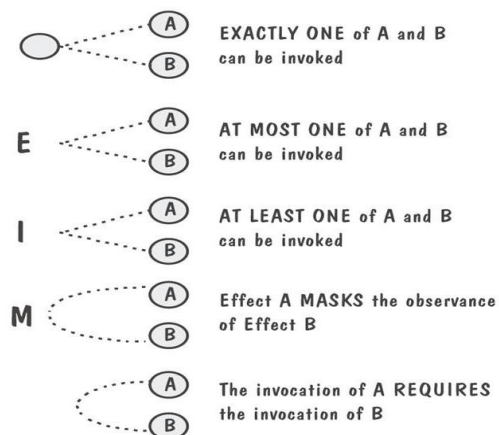 A
EXACTLY ONE of A and B
B
can be invoked
A
AT MOST ONE of A and B
E
B
can be invoked
A
AT LEAST ONE of A and B
I
B
can be invoked
A
Effect A MASKS the observance
M
B
of Effect B
A
The invocation of A REQUIRES
B
the invocation of B